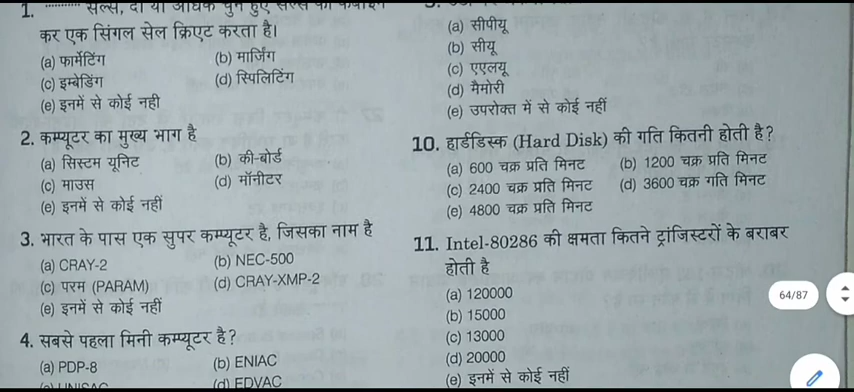 1. ............ सेल्स, दो या अधिक चुने हुए सेल्स को कंबाइन
कर एक सिंगल सेल क्रिएट करता है।
(a) फार्मेटिंग (b) मार्जिंग
(c) इम्बेडिंग (d) स्पिलिटिंग
(e) इनमें से कोई नही
2. कम्प्यूटर का मुख्य भाग है
(a) सिस्टम यूनिट (b) की-बोर्ड
(c) माउस (d) मॉनीटर
(e) इनमें से कोई नहीं
3. भारत के पास एक सुपर कम्प्यूटर है, जिसका नाम है
(a) CRAY-2 (b) NEC-500
(c) परम (PARAM) (d) CRAY-XMP-2
(e) इनमें से कोई नहीं
4. सबसे पहला मिनी कम्प्यूटर है?
(a) PDP-8 (b) ENIAC
(c) UNIVAC (d) EDVAC
(a) सीपीयू
(b) सीयू
(c) एएलयू
(d) मैमोरी
(e) उपरोक्त में से कोई नहीं
10. हार्डडिस्क (Hard Disk) की गति कितनी होती है?
(a) 600 चक्र प्रति मिनट (b) 1200 चक्र प्रति मिनट
(c) 2400 चक्र प्रति मिनट (d) 3600 चक्र गति मिनट
(e) 4800 चक्र प्रति मिनट
11. Intel-80286 की क्षमता कितने ट्रांजिस्टरों के बराबर
होती है
(a) 120000
(b) 15000
(c) 13000
(d) 20000
(e) इनमें से कोई नहीं
64/87